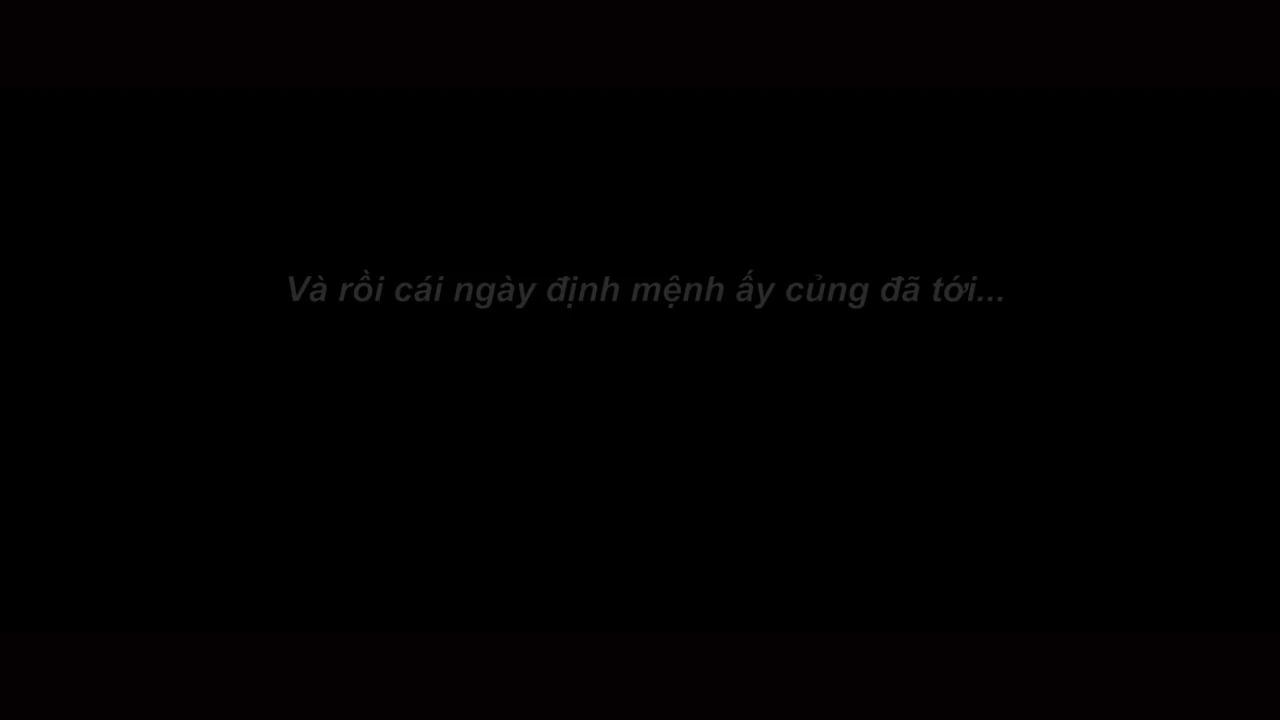 Và rồi cái ngày định mệnh ấy củng đã tới...